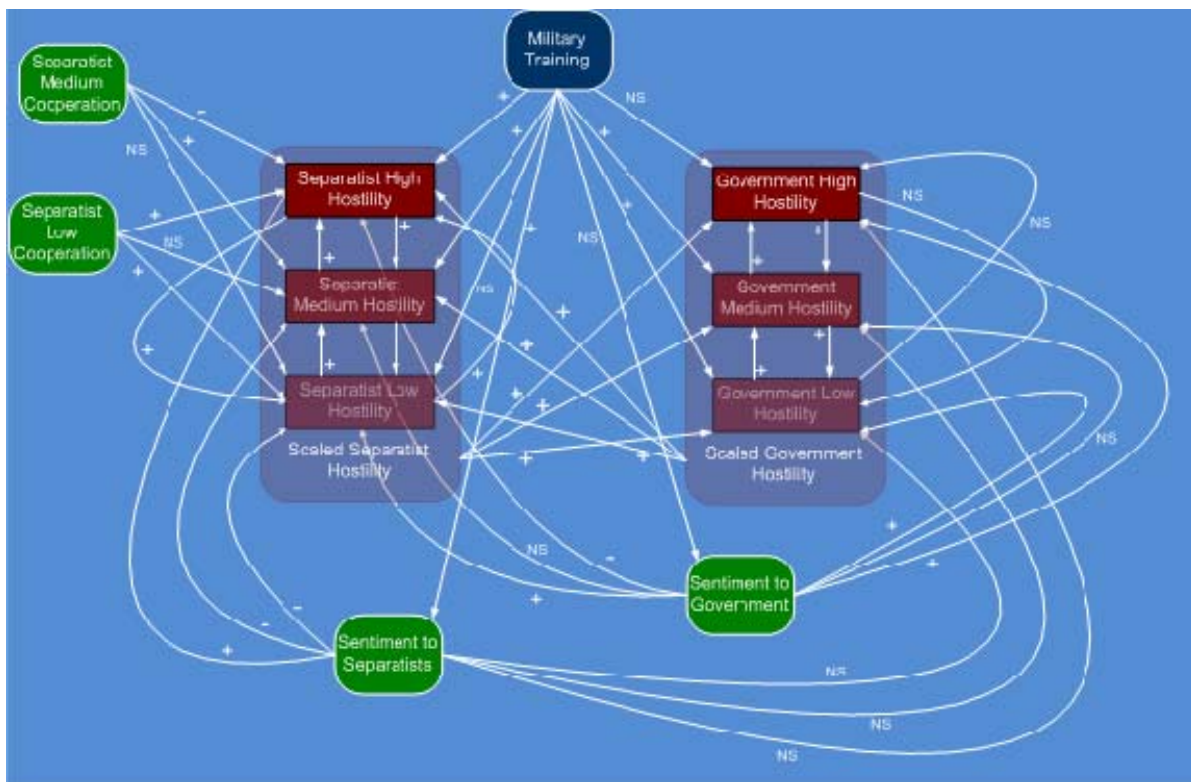 Military
Training
Separatist
Medium
Cooperation
Separatist
Low
Cooperation
Separatist High
Hostility
Separatist
Medium Hostility
Separatist Low
Hostility
Scaled Separatist
Hostility
Government High
Hostility
Government
Medium Hostility
Government Low
Hostility
Scaled Government
Hostility
Sentiment to
Government
Sentiment to
Separatists
-
+
NS
+
NS
+
+
+
+
+
+
NS
+
+
+
+
+
NS
+
NS
+
+
+
+
+
+
+
+
+
NS
+
+
+
+
NS
NS
NS
NS
-
+
+
+
-
-
+
NS
NS
NS